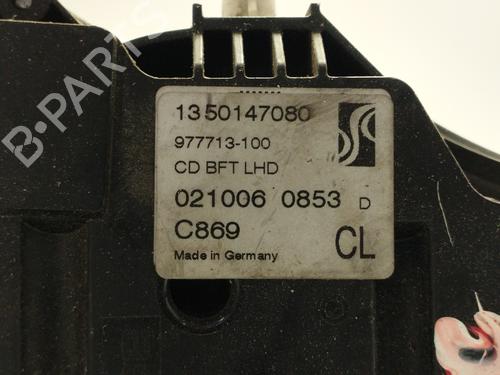 B-PARTS
1350147080
977713-100
CD BFT LHD
021006 0853 D
C869
CL
Made in Germany